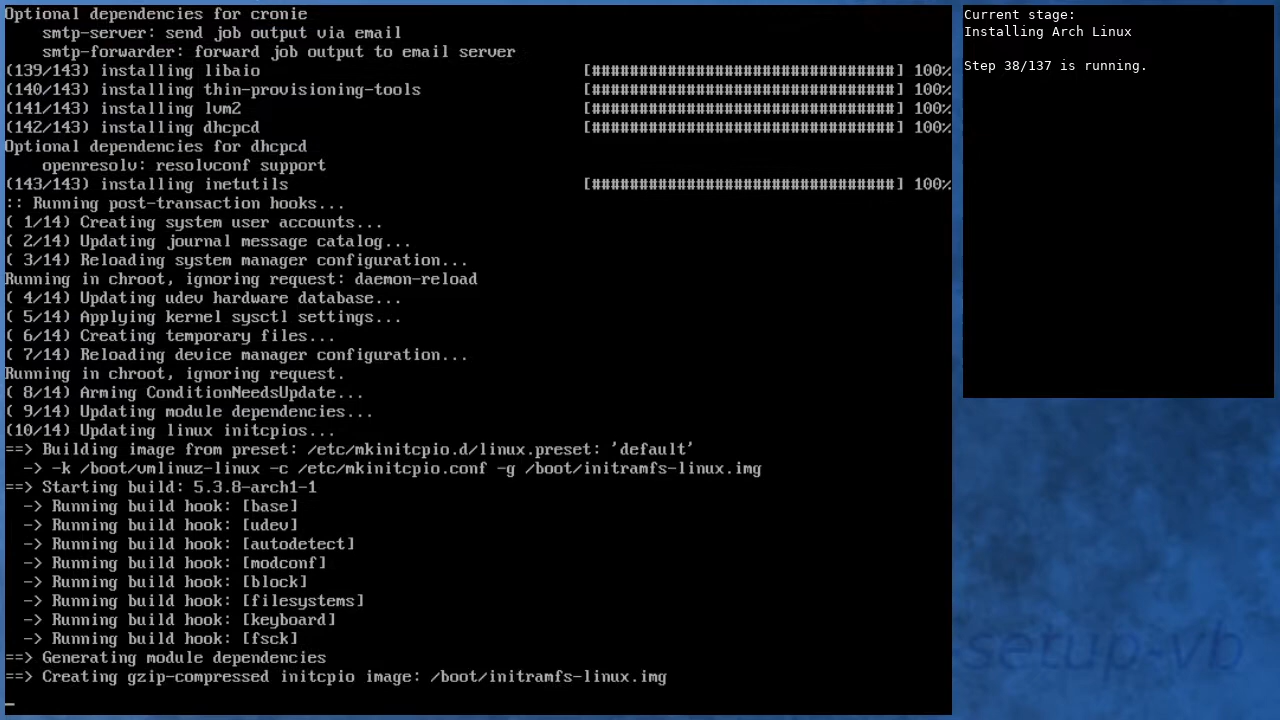 Optional dependencies for cronie
    smtp-server: send job output via email
    smtp-forwarder: forward job output to email server
(139/143) installing libaio [################################] 100%
(140/143) installing thin-provisioning-tools [################################] 100%
(141/143) installing lvm2 [################################] 100%
(142/143) installing dhcpcd [################################] 100%
Optional dependencies for dhcpcd
    openresolv: resolvconf support
(143/143) installing inetutils [################################] 100%
:: Running post-transaction hooks...
( 1/14) Creating system user accounts...
( 2/14) Updating journal message catalog...
( 3/14) Reloading system manager configuration...
Running in chroot, ignoring request: daemon-reload
( 4/14) Updating udev hardware database...
( 5/14) Applying kernel sysctl settings...
( 6/14) Creating temporary files...
( 7/14) Reloading device manager configuration...
Running in chroot, ignoring request.
( 8/14) Arming ConditionNeedsUpdate...
( 9/14) Updating module dependencies...
(10/14) Updating linux initcpios...
==> Building image from preset: /etc/mkinitcpio.d/linux.preset: 'default'
  -> -k /boot/vmlinuz-linux -c /etc/mkinitcpio.conf -g /boot/initramfs-linux.img
==> Starting build: 5.3.8-arch1-1
  -> Running build hook: [base]
  -> Running build hook: [udev]
  -> Running build hook: [autodetect]
  -> Running build hook: [modconf]
  -> Running build hook: [block]
  -> Running build hook: [filesystems]
  -> Running build hook: [keyboard]
  -> Running build hook: [fsck]
==> Generating module dependencies
==> Creating gzip-compressed initcpio image: /boot/initramfs-linux.img
_
Current stage:
Installing Arch Linux
Step 38/137 is running.
setup-vb